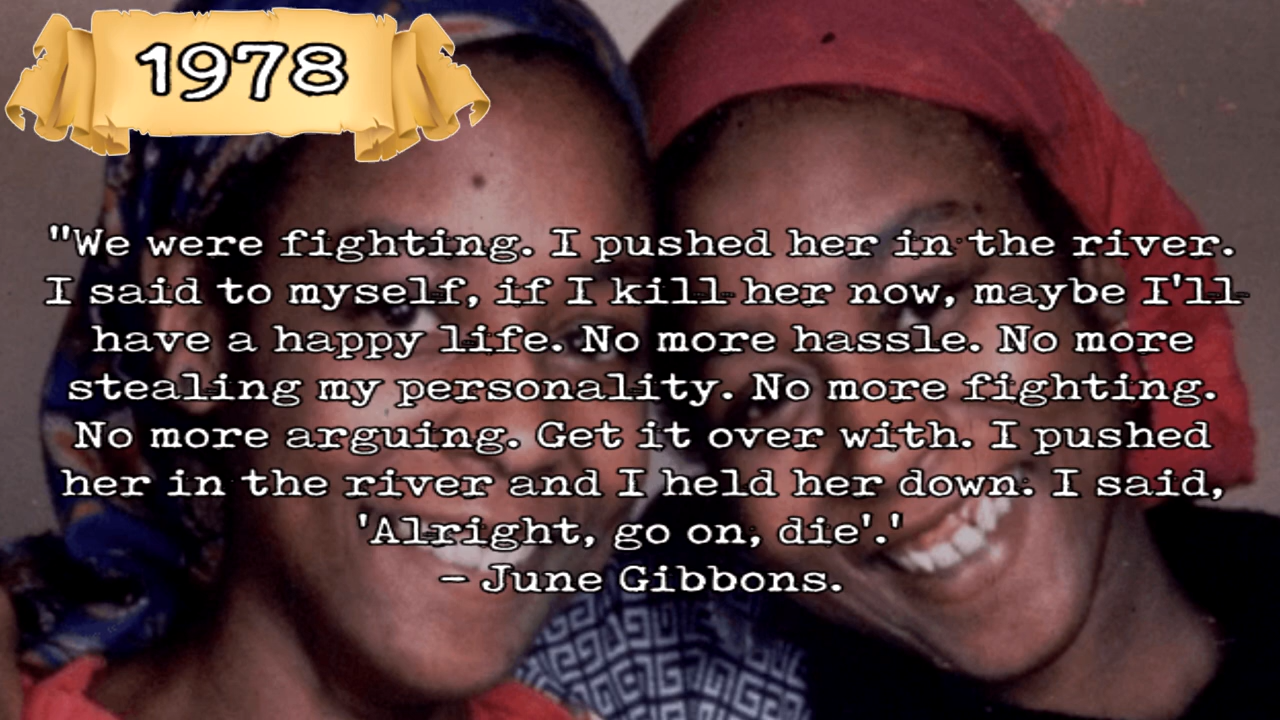 1978
"We were fighting. I pushed her in the river.
I said to myself, if I kill her now, maybe I'll
have a happy life. No more hassle. No more
stealing my personality. No more fighting.
No more arguing. Get it over with. I pushed
her in the river and I held her down. I said,
'Alright, go on, die'.'
- June Gibbons.